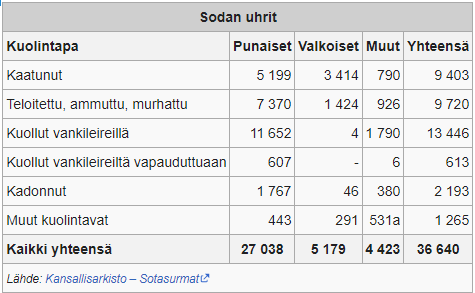 Sodan uhrit
Kuolintapa Punaiset Valkoiset Muut Yhteensä
Kaatunut 5 199 3 414 790 9 403
Teloitettu, ammuttu, murhattu 7 370 1 424 926 9 720
Kuollut vankileireillä 11 652 4 1 790 13 446
Kuollut vankileireiltä vapauduttuaan 607 - 6 613
Kadonnut 1 767 46 380 2 193
Muut kuolintavat 443 291 531a 1 265
Kaikki yhteensä 27 038 5 179 4 423 36 640
Lähde: Kansallisarkisto – Sotasurmat